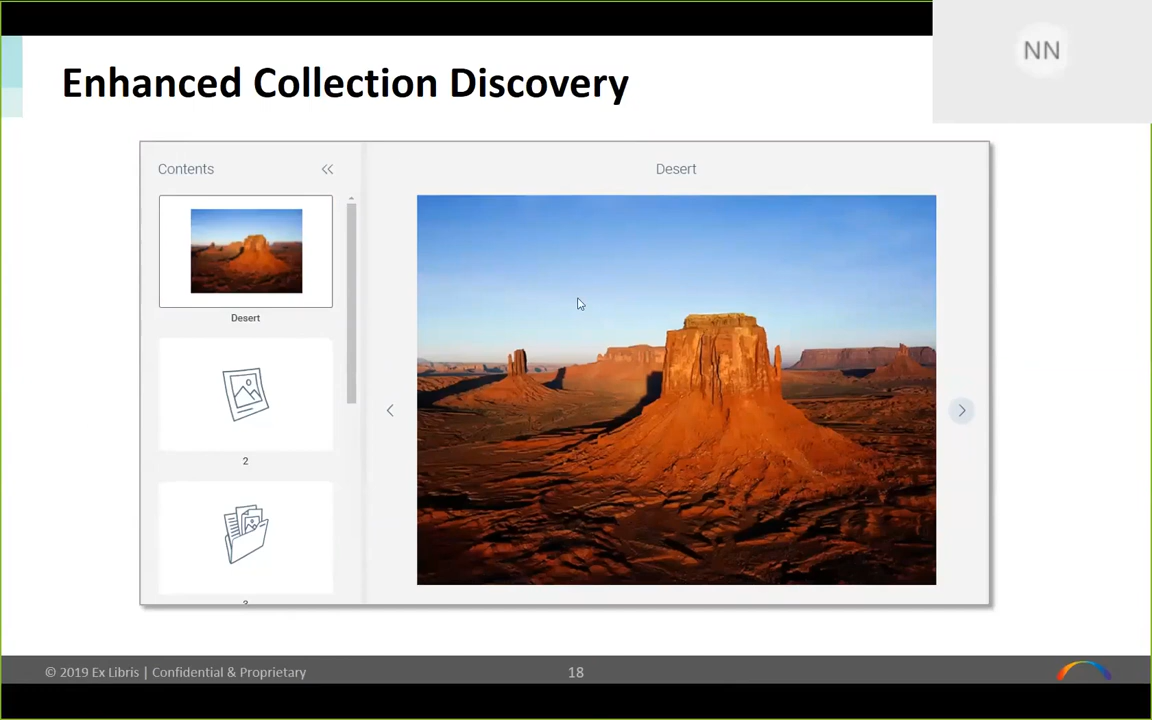 NN
Enhanced Collection Discovery
Contents
Desert
Desert
2
© 2019 Ex Libris | Confidential & Proprietary
18